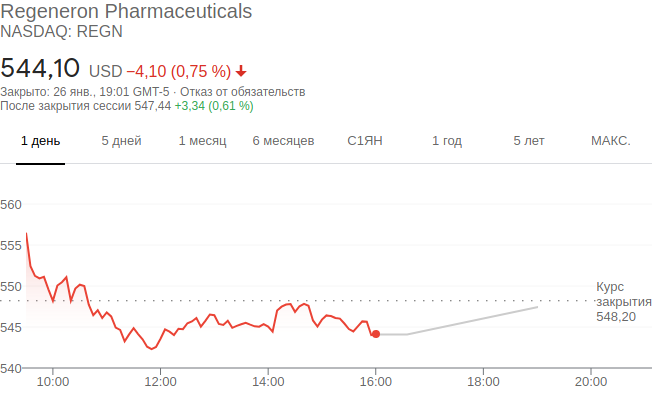 Regeneron Pharmaceuticals
NASDAQ: REGN
544,10 USD −4,10 (0,75 %)
Закрыто: 26 янв., 19:01 GMT-5 · Отказ от обязательств
После закрытия сессии 547,44 +3,34 (0,61 %)
1 день 5 дней 1 месяц 6 месяцев С1ЯН 1 год 5 лет МАКС.
560
555
550
545
540
Курс
закрытия
548,20
10:00 12:00 14:00 16:00 18:00 20:00